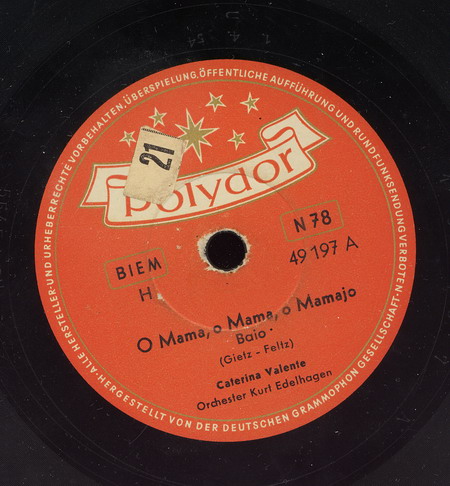 ALLE HERSTELLER- UND URHEBERRECHTE VORBEHALTEN. ÜBERSPIELUNG, ÖFFENTLICHE AUFFÜHRUNG UND RUNDFUNKSENDUNG VERBOTEN
21
polydor
BIEM
N 78
H
49 197 A
O Mama, o Mama, o Mamajo
Baio
(Gietz - Feltz)
Caterina Valente
Orchester Kurt Edelhagen
HERGESTELLT VON DER DEUTSCHEN GRAMMOPHON GESELLSCHAFT